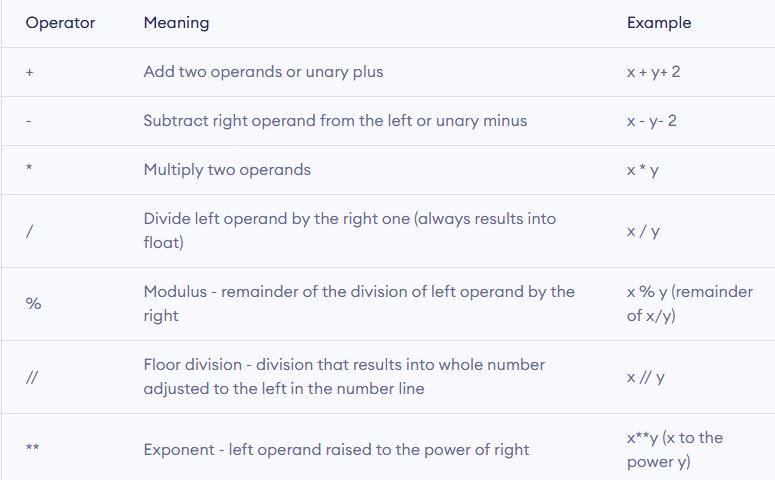 Operator Meaning Example
+ Add two operands or unary plus x + y+ 2
- Subtract right operand from the left or unary minus x - y- 2
* Multiply two operands x * y
/ Divide left operand by the right one (always results into
float) x / y
% Modulus - remainder of the division of left operand by the
right x % y (remainder
of x/y)
// Floor division - division that results into whole number
adjusted to the left in the number line x // y
** Exponent - left operand raised to the power of right x**y (x to the
power y)